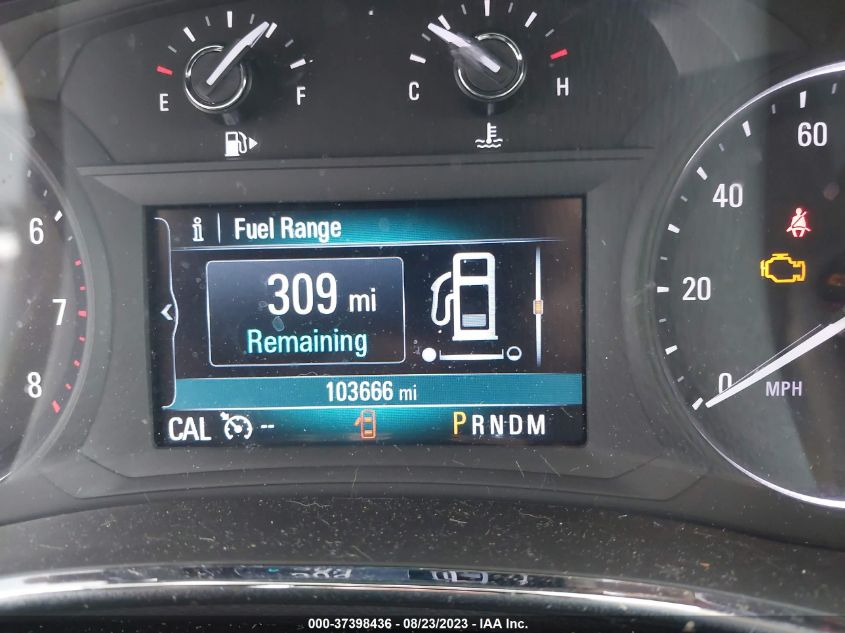 E F
C H
6
7
8
i Fuel Range
309 mi
Remaining
103666 mi
CAL -- PRNDM
60
40
20
0
MPH
000-37398436 - 08/23/2023 - IAA Inc.